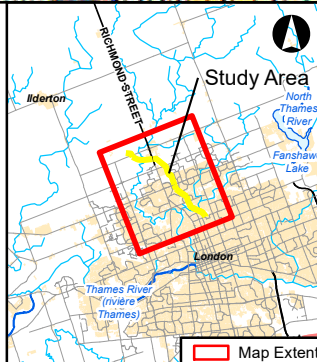 RICHMOND STREET
Study Area
Ilderton
North
Thames
River
Fanshawe
Lake
London
Thames River
(rivière
Thames)
Map Extent